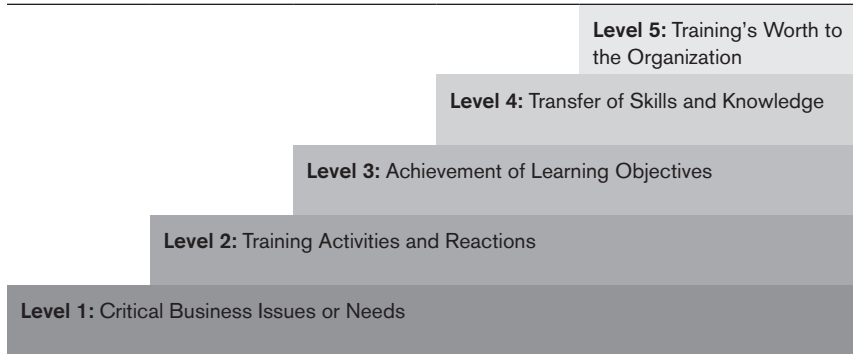 Level 5: Training's Worth to
the Organization
Level 4: Transfer of Skills and Knowledge
Level 3: Achievement of Learning Objectives
Level 2: Training Activities and Reactions
Level 1: Critical Business Issues or Needs